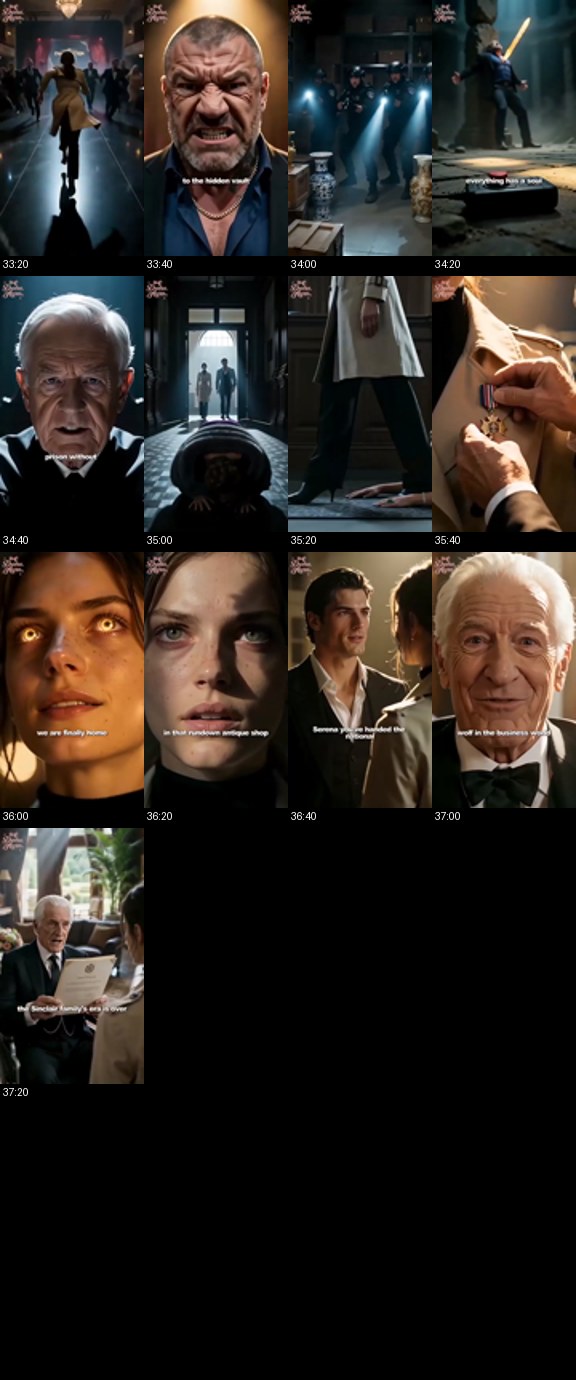 33:20
33:40
34:00
34:20
to the hidden vault
everything has a soul
34:40
35:00
35:20
35:40
prison without
36:00
36:20
36:40
37:00
we are finally home
in that rundown antique shop
Serena you've handed the
national
wolf in the business world
37:20
the Sinclair family's era is over